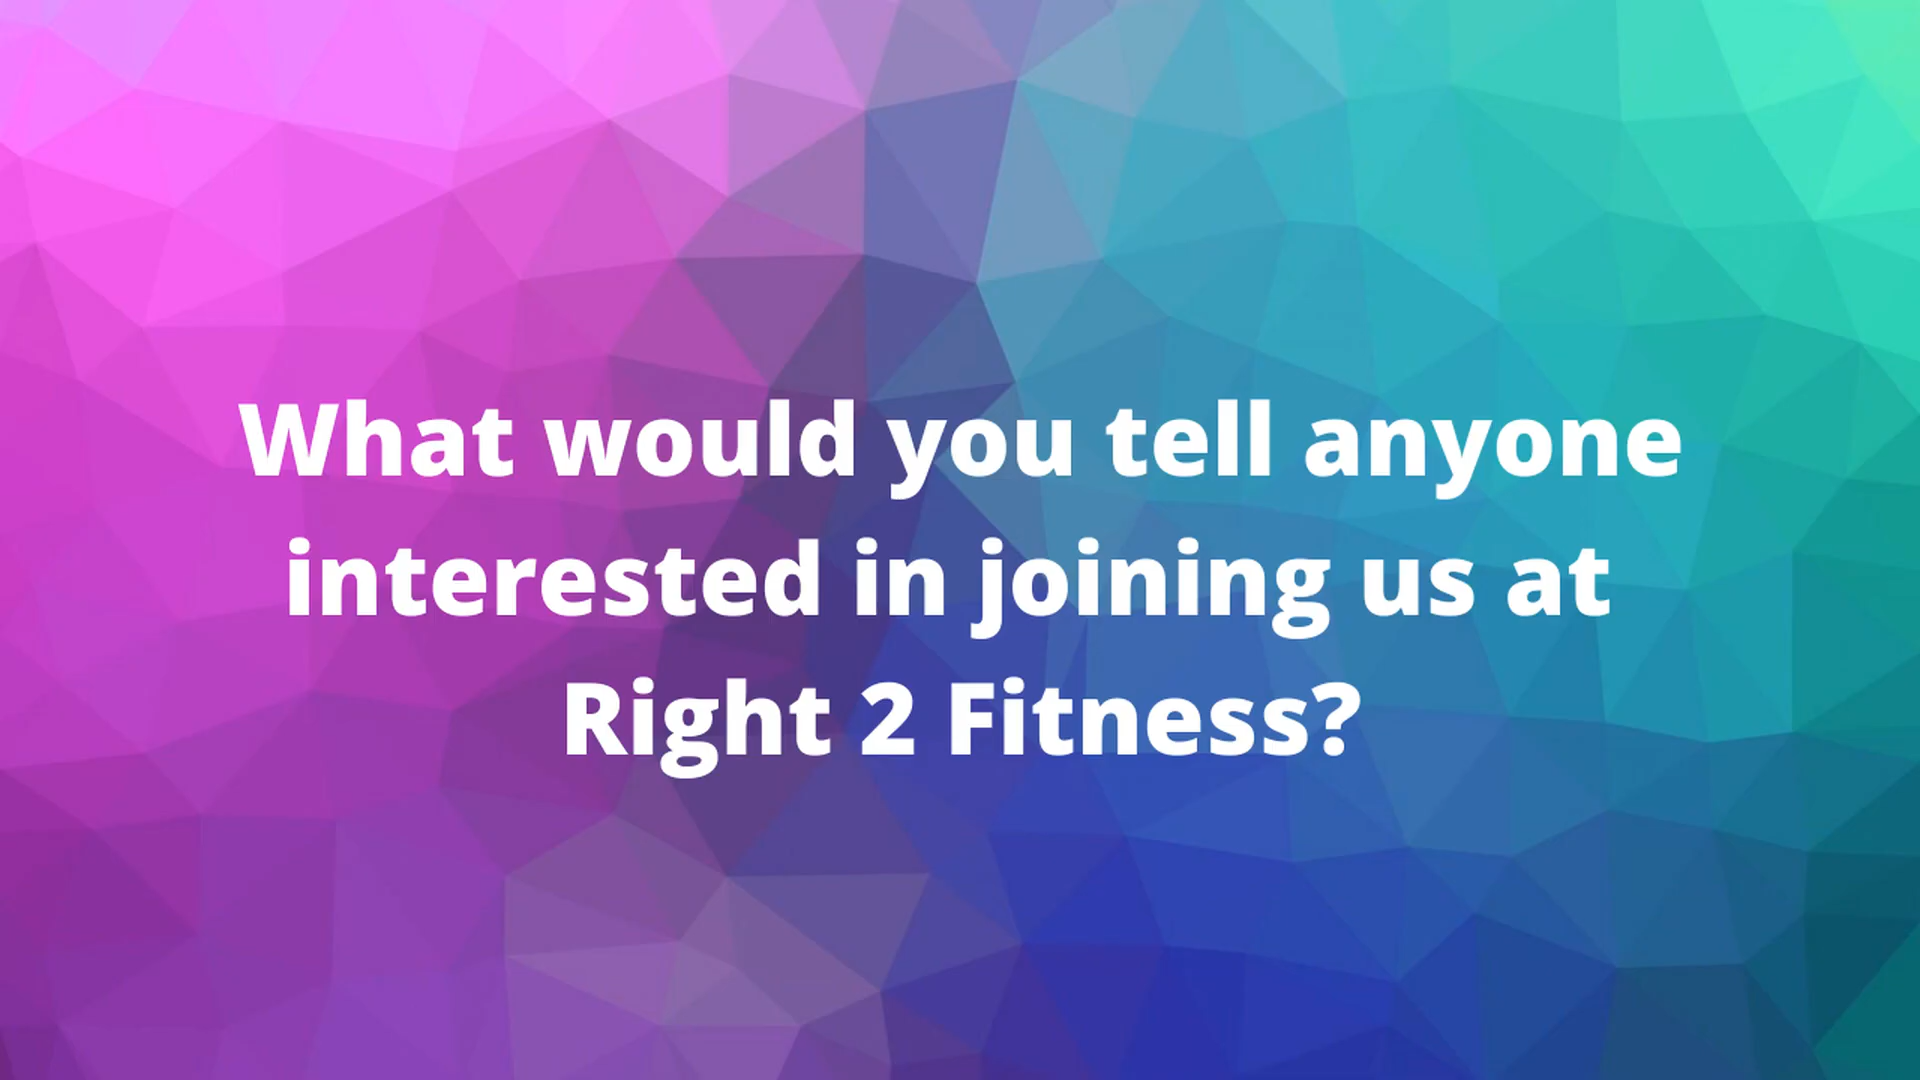 What would you tell anyone
interested in joining us at
Right 2 Fitness?